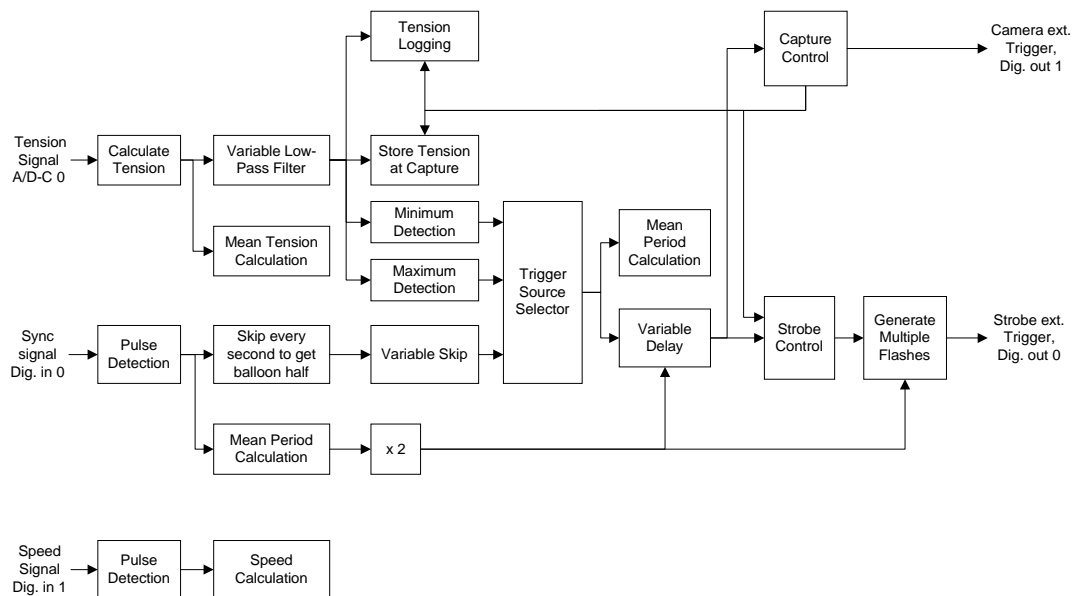 Tension
Logging
Capture
Control
Camera ext.
Trigger,
Dig. out 1
Tension
Signal
A/D-C 0
Calculate
Tension
Variable Low-
Pass Filter
Store Tension
at Capture
Minimum
Detection
Mean Tension
Calculation
Maximum
Detection
Trigger
Source
Selector
Mean
Period
Calculation
Sync
signal
Dig. in 0
Pulse
Detection
Skip every
second to get
balloon half
Variable Skip
Variable
Delay
Strobe
Control
Generate
Multiple
Flashes
Strobe ext.
Trigger,
Dig. out 0
Mean Period
Calculation
x 2
Speed
Signal
Dig. in 1
Pulse
Detection
Speed
Calculation